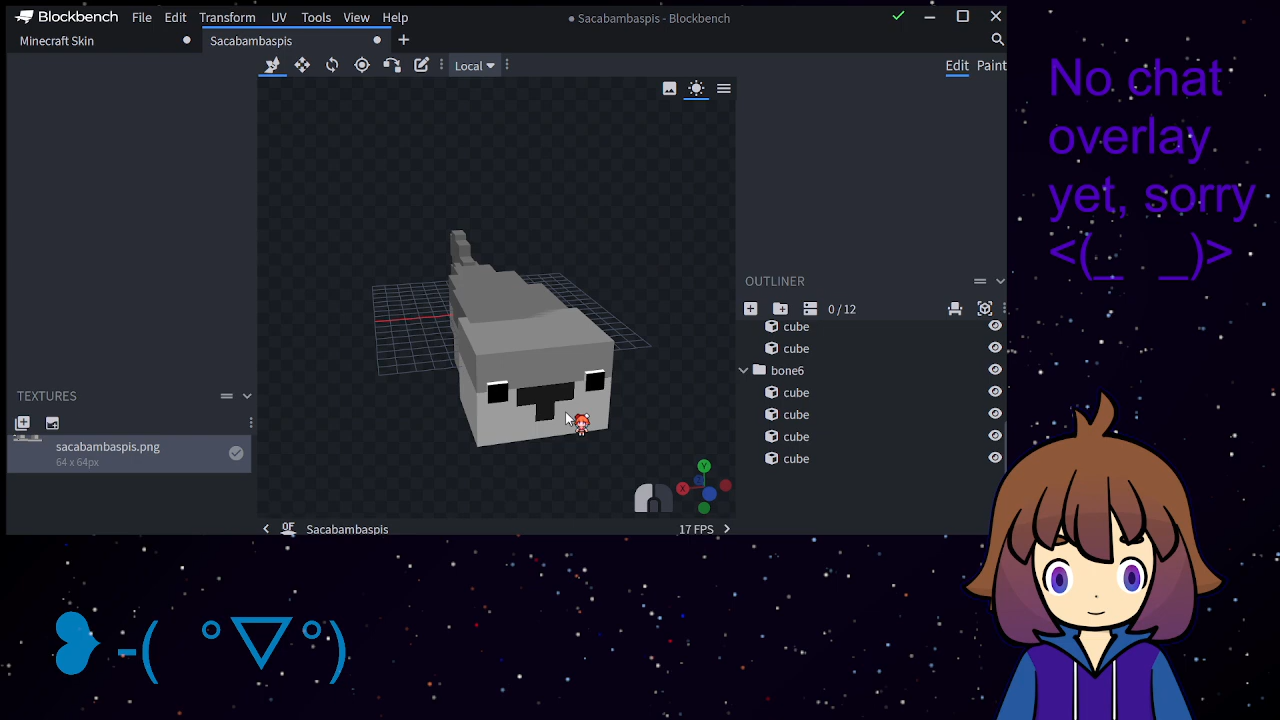 Blockbench File Edit Transform UV Tools View Help ● Sacabambaspis - Blockbench
Minecraft Skin Sacabambaspis
Local Edit Paint
OUTLINER
0/12
cube
cube
bone6
cube
cube
cube
cube
TEXTURES
sacabambaspis.png
64 x 64px
X Y
Sacabambaspis 17 FPS
No chat
overlay
yet, sorry
<(_ _)>
❥-( °▽°)